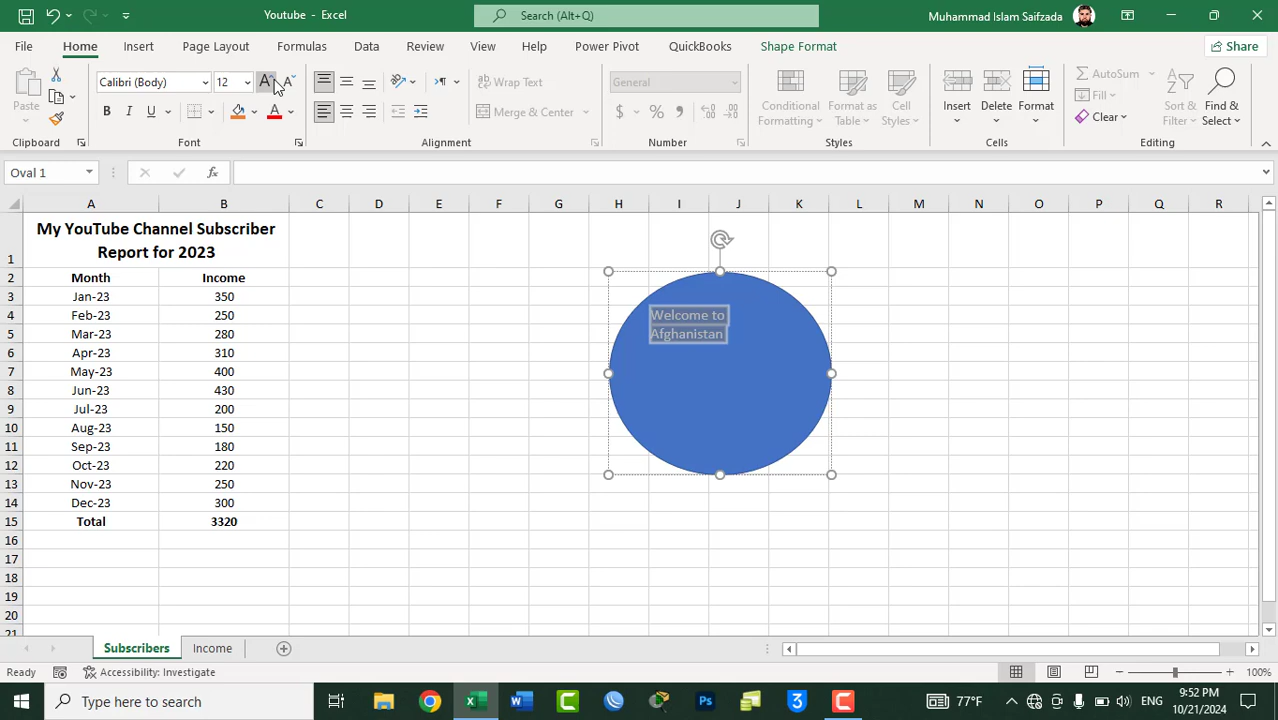 Youtube - Excel
Search (Alt+Q)
Muhammad Islam Saifzada
File Home Insert Page Layout Formulas Data Review View Help Power Pivot QuickBooks Shape Format Share
Paste
Calibri (Body) 12
Wrap Text
Merge & Center
General
Conditional Formatting
Format as Table
Cell Styles
Insert
Delete
Format
AutoSum
Fill
Clear
Sort & Filter
Find & Select
Clipboard Font Alignment Number Styles Cells Editing
Oval 1
A B C D E F G H I J K L M N O P Q R
My YouTube Channel Subscriber
1 Report for 2023
2 Month Income
3 Jan-23 350
4 Feb-23 250
5 Mar-23 280
6 Apr-23 310
7 May-23 400
8 Jun-23 430
9 Jul-23 200
10 Aug-23 150
11 Sep-23 180
12 Oct-23 220
13 Nov-23 250
14 Dec-23 300
15 Total 3320
16
17
18
19
20
21
Welcome to
Afghanistan
Subscribers Income
Ready Accessibility: Investigate 100%
Type here to search
77°F
ENG
9:52 PM
10/21/2024